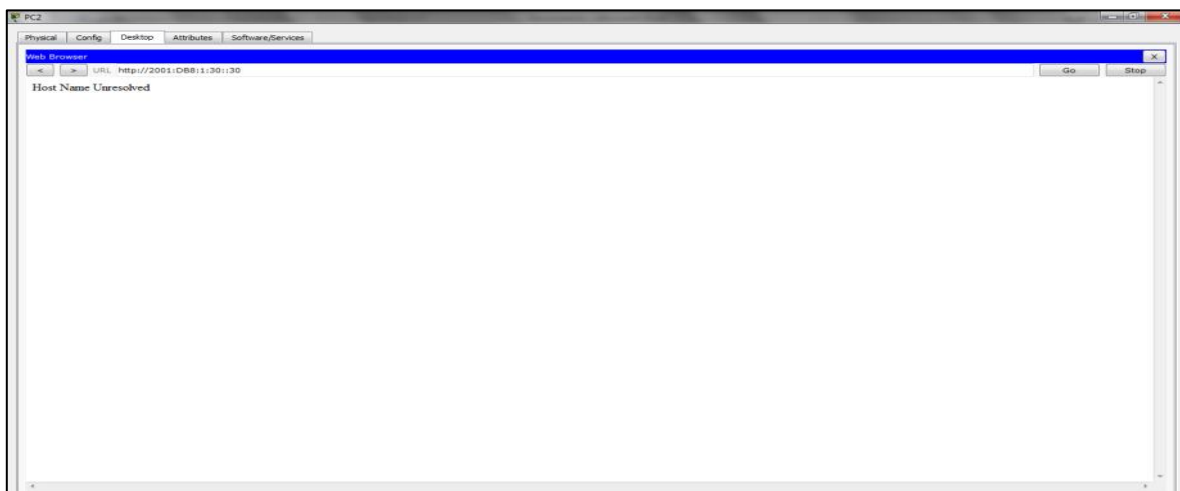 PC2
Physical Config Desktop Attributes Software/Services
Web Browser
< > URL http://2001:DB8:1:30::30 Go Stop
Host Name Unresolved